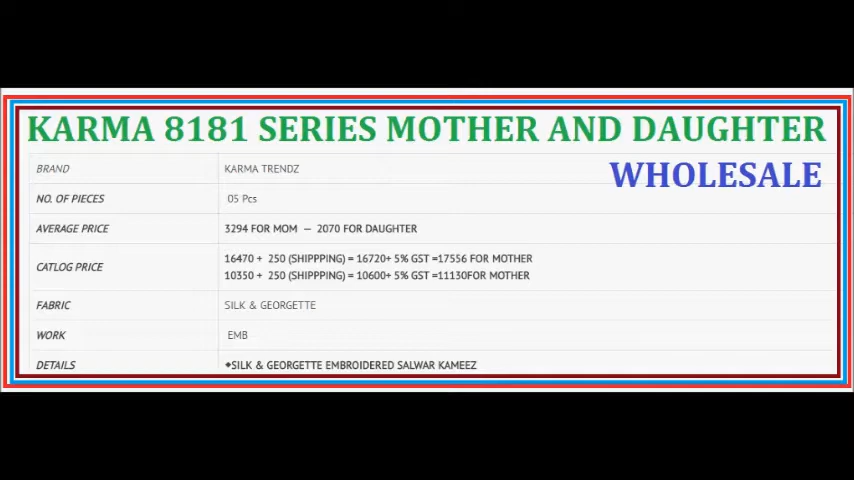 KARMA 8181 SERIES MOTHER AND DAUGHTER
WHOLESALE
BRAND KARMA TRENDZ
NO. OF PIECES 05 Pcs
AVERAGE PRICE 3294 FOR MOM — 2070 FOR DAUGHTER
CATLOG PRICE
16470 + 250 (SHIPPPING) = 16720+ 5% GST =17556 FOR MOTHER
10350 + 250 (SHIPPPING) = 10600+ 5% GST =11130FOR MOTHER
FABRIC SILK & GEORGETTE
WORK EMB
DETAILS ◆SILK & GEORGETTE EMBROIDERED SALWAR KAMEEZ